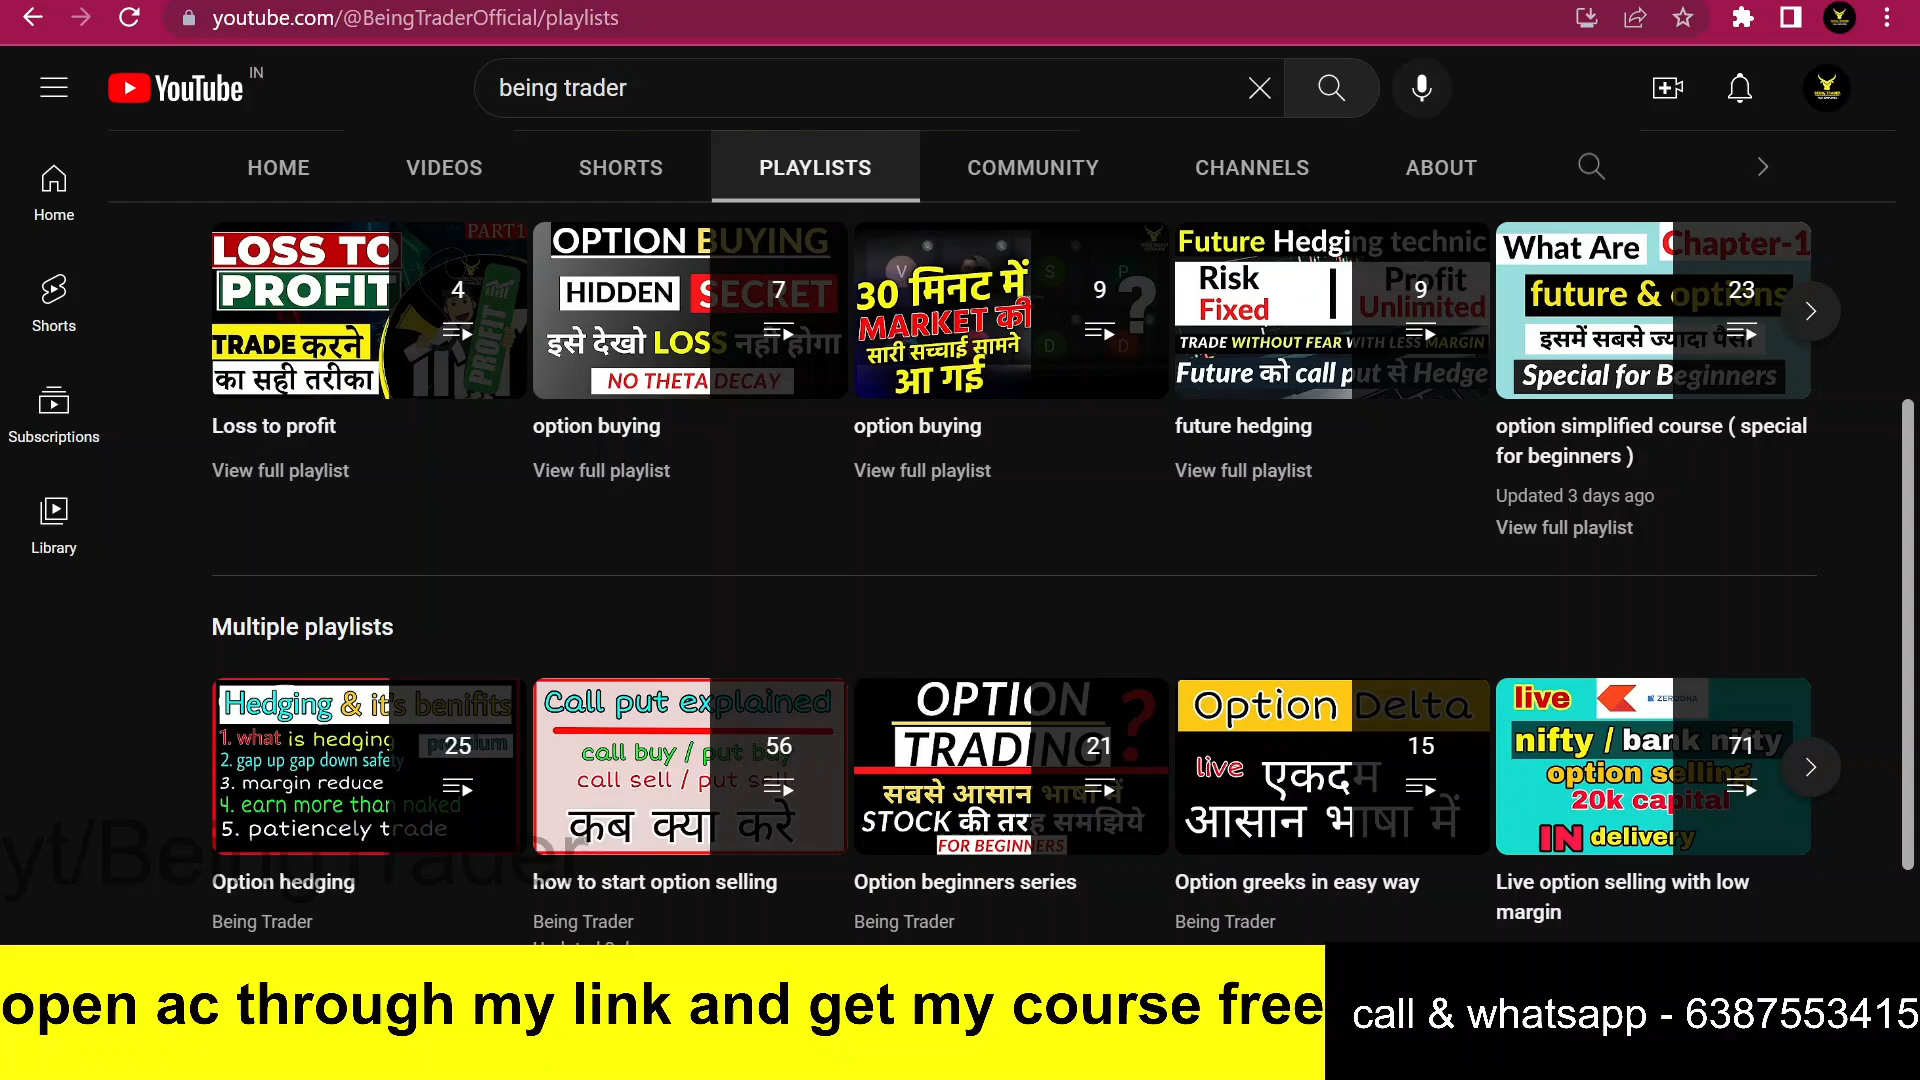 youtube.com/@BeingTraderOfficial/playlists
YouTube IN
being trader
HOME VIDEOS SHORTS PLAYLISTS COMMUNITY CHANNELS ABOUT
Home
Shorts
Subscriptions
Library
PART1
LOSS TO
PROFIT
TRADE करने
का सही तरीका
PROFIT
4
OPTION BUYING
HIDDEN SECRET
इसे देखो LOSS नही होगा
NO THETA DECAY
7
30 मिनट में
MARKET की
सारी सच्चाई सामने
आ गई
9
Future Hedging technic
Risk Profit
Fixed Unlimited
TRADE WITHOUT FEAR WITH LESS MARGIN
Future को call put से Hedge
9
What Are Chapter-1
future & options
इसमें सबसे ज्यादा पैसा
Special for Beginners
23
Loss to profit
View full playlist
option buying
View full playlist
option buying
View full playlist
future hedging
View full playlist
option simplified course ( special
for beginners )
Updated 3 days ago
View full playlist
Multiple playlists
Hedging & it's benifits
1. what is hedging premium
2. gap up gap down safety
3. margin reduce
4. earn more than naked
5. patiencely trade
25
Call put explained
call buy / put buy
call sell / put sell
कब क्या करे
56
OPTION
TRADING ?
सबसे आसान भाषा में
STOCK की तरह समझिये
FOR BEGINNERS
21
Option Delta
live एकदम
आसान भाषा में
15
live ZERODHA
nifty / bank nifty
option selling
20k capital
IN delivery
71
yt/Being Trader
Option hedging
Being Trader
how to start option selling
Being Trader
Option beginners series
Being Trader
Option greeks in easy way
Being Trader
Live option selling with low
margin
open ac through my link and get my course free
call & whatsapp - 6387553415